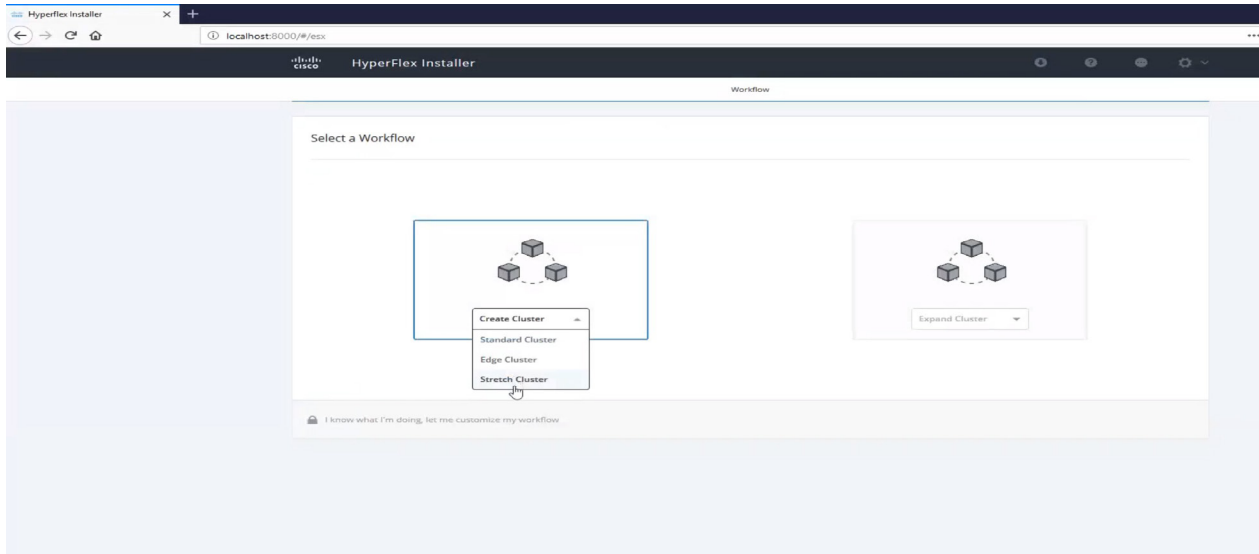 Hyperflex Installer
localhost:8000/#/esx
cisco HyperFlex Installer
Workflow
Select a Workflow
Create Cluster
Standard Cluster
Edge Cluster
Stretch Cluster
Expand Cluster
I know what I'm doing, let me customize my workflow